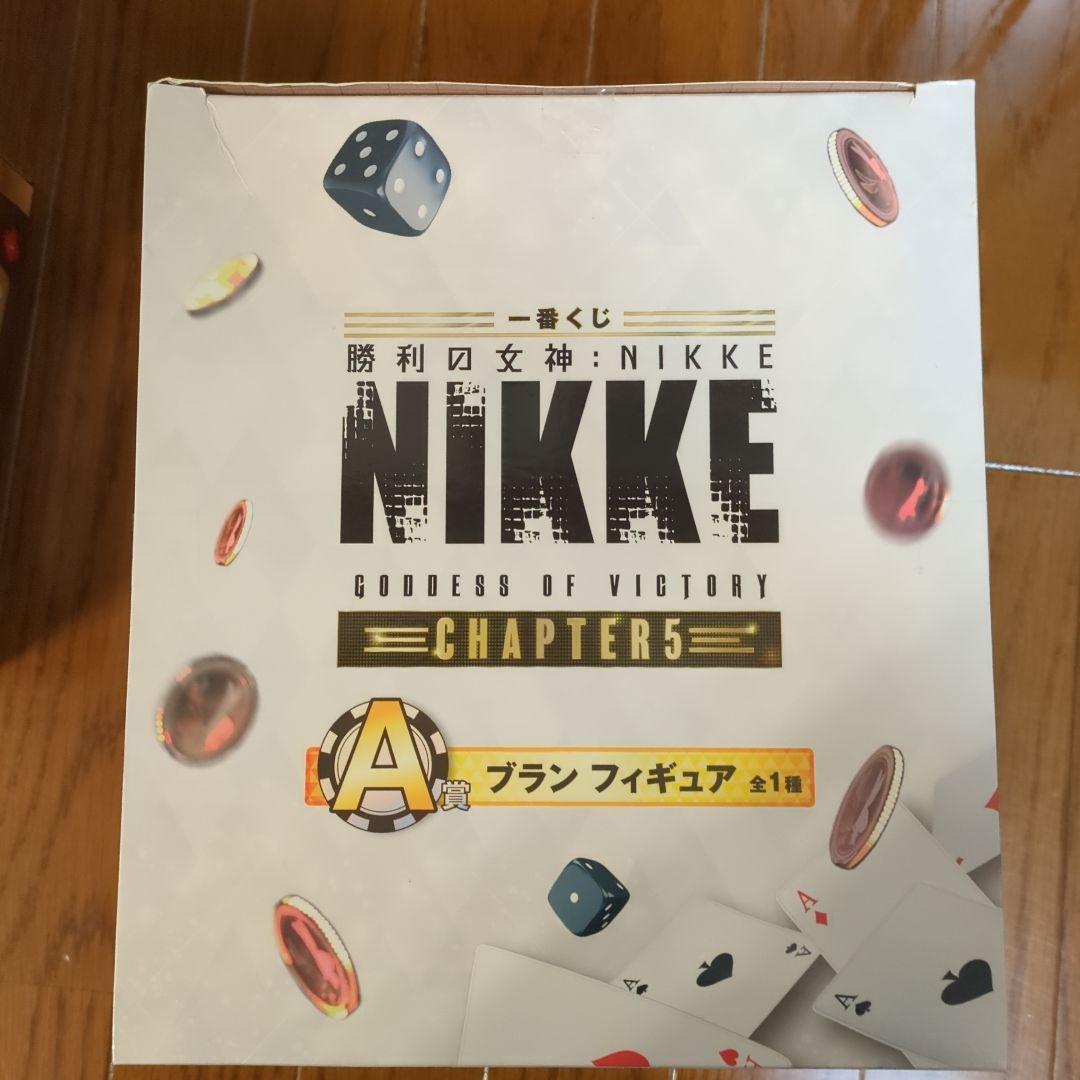 一番くじ
勝利の女神:NIKKE
NIKKE
GODDESS OF VICTORY
CHAPTER5
A賞 ブラン フィギュア 全1種
A
A
A
A